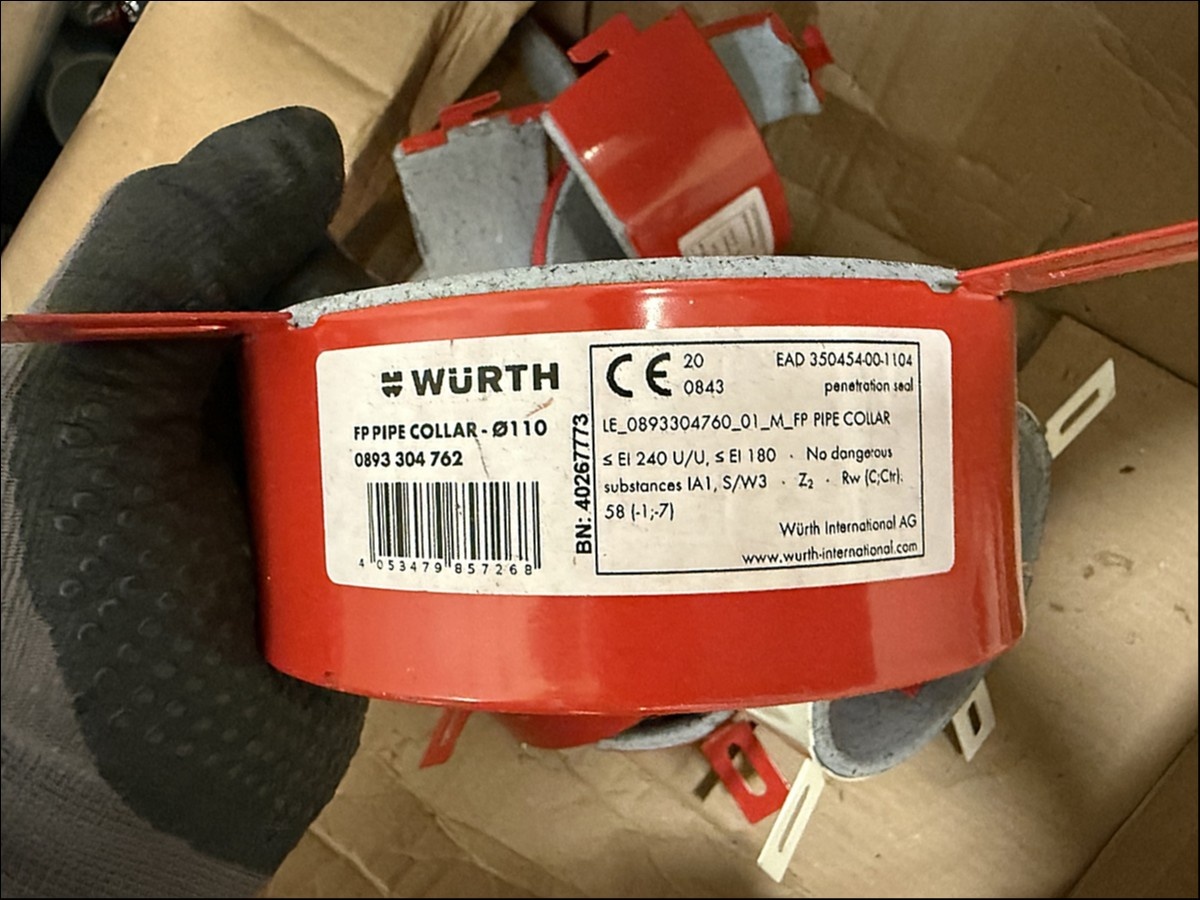 WÜRTH
FP PIPE COLLAR - Ø110
0893 304 762
4 053479 857268
BN: 40267773
CE 20
0843
EAD 350454-00-1104
penetration seal
LE_0893304760_01_M_FP PIPE COLLAR
≤ EI 240 U/U, ≤ EI 180 · No dangerous
substances IA1, S/W3 · Z₂ · Rw (C;Ctr):
58 (-1;-7)
Würth International AG
www.wurth-international.com